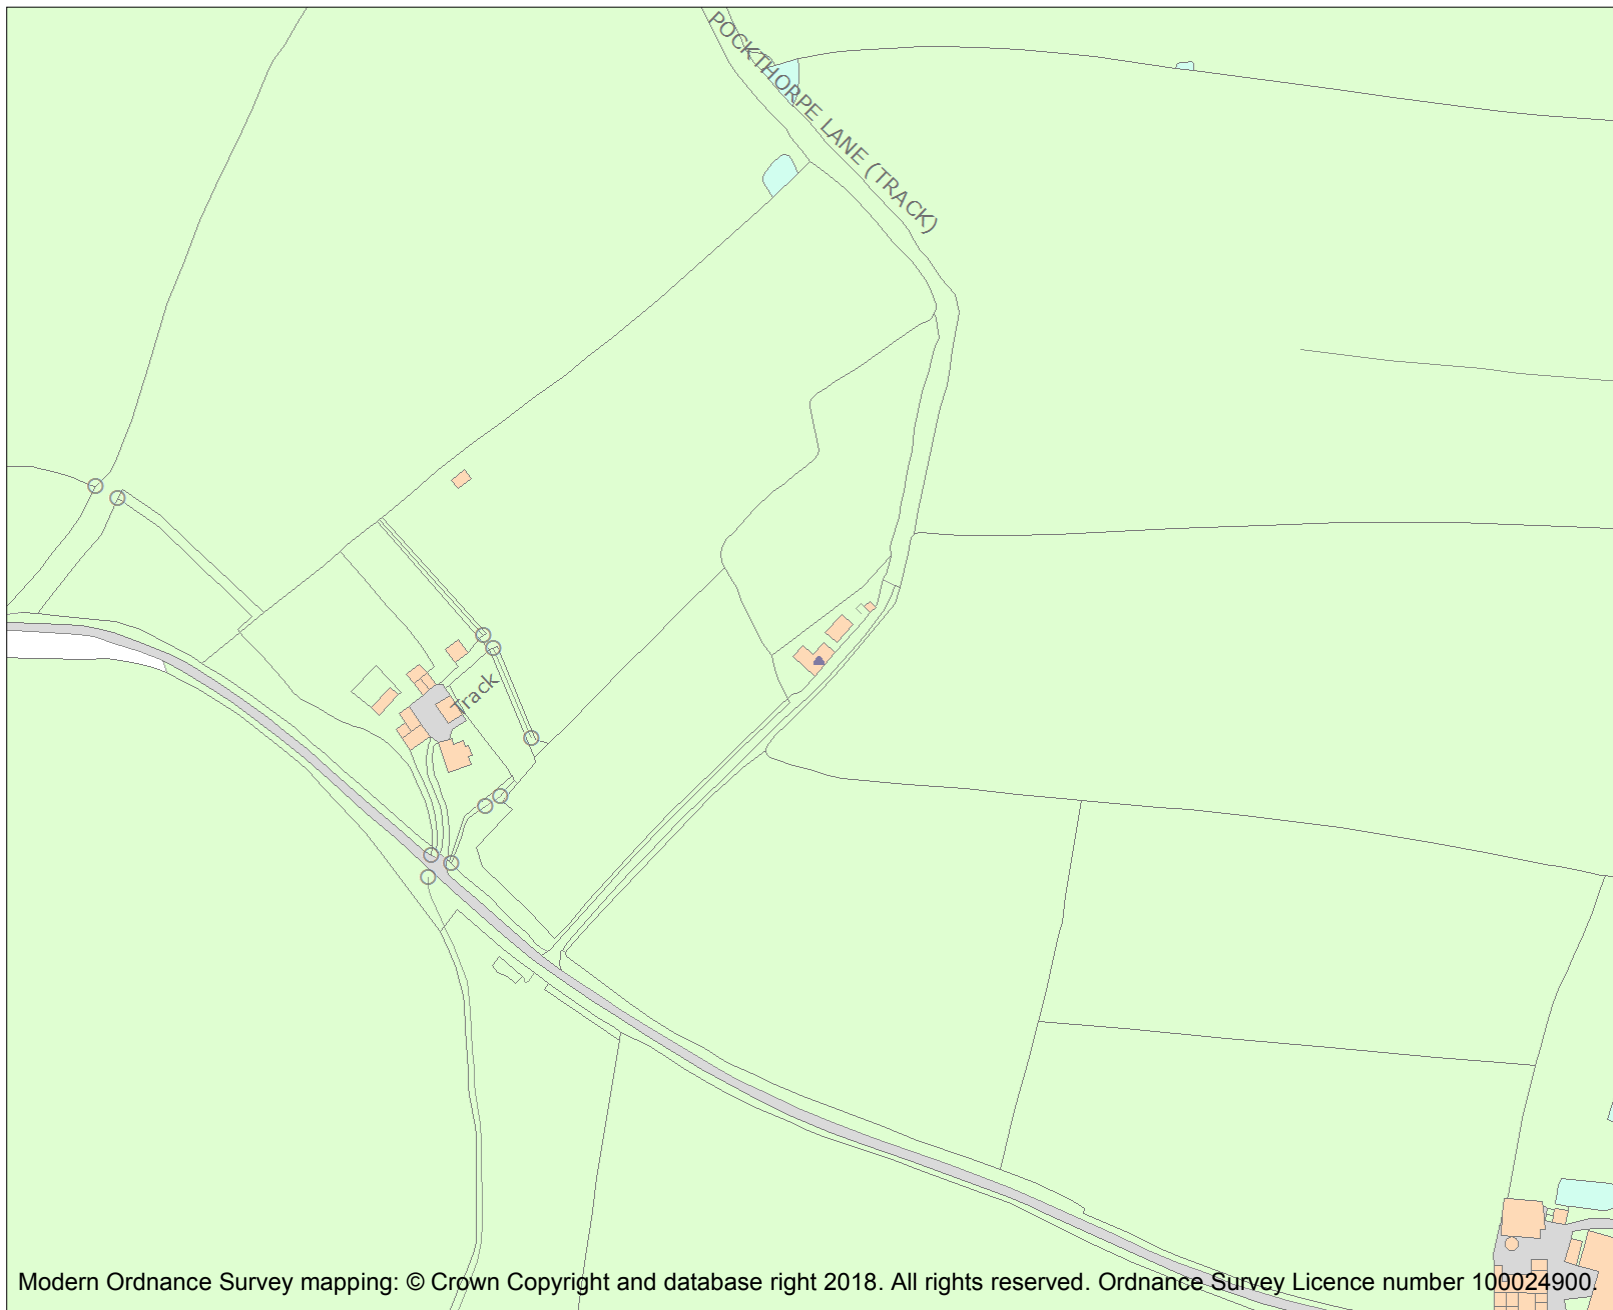 POCKTHORPE LANE (TRACK)
Track
Modern Ordnance Survey mapping: © Crown Copyright and database right 2018. All rights reserved. Ordnance Survey Licence number 100024900.